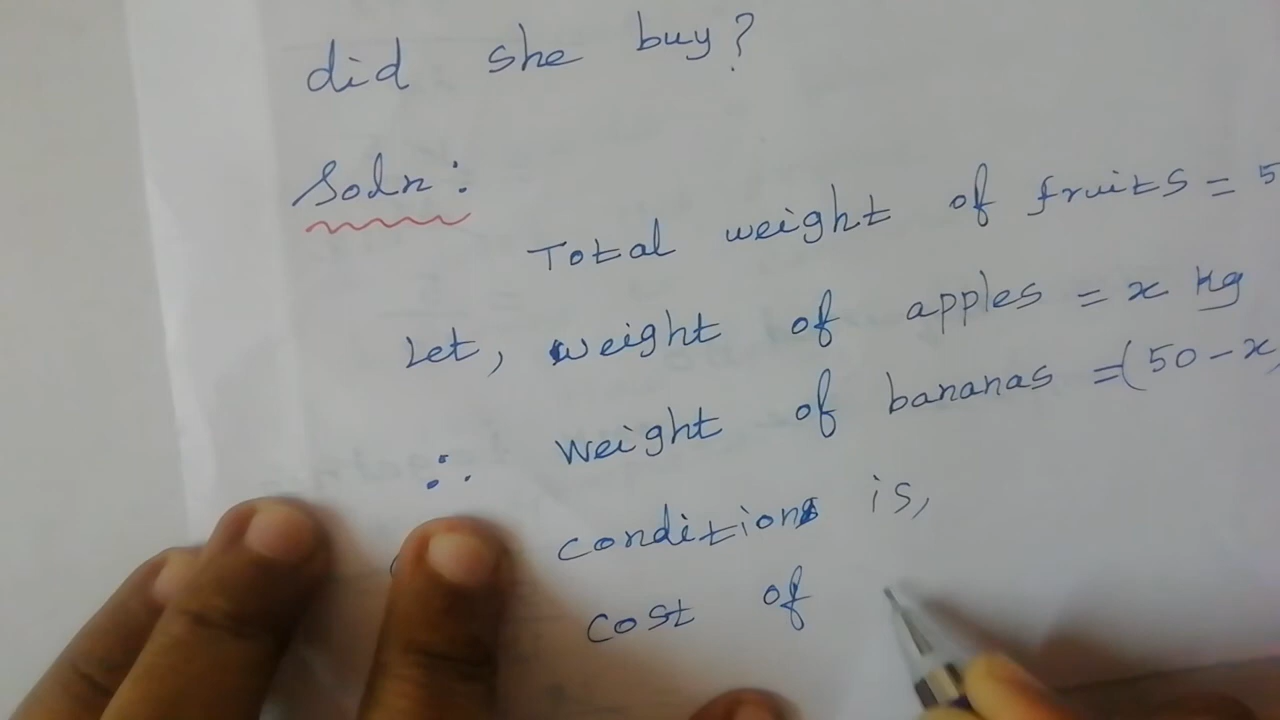 did she buy?
Soln:
Total weight of fruits = 5
Let, weight of apples = x kg
∴ Weight of bananas = (50 - x
condition is,
cost of